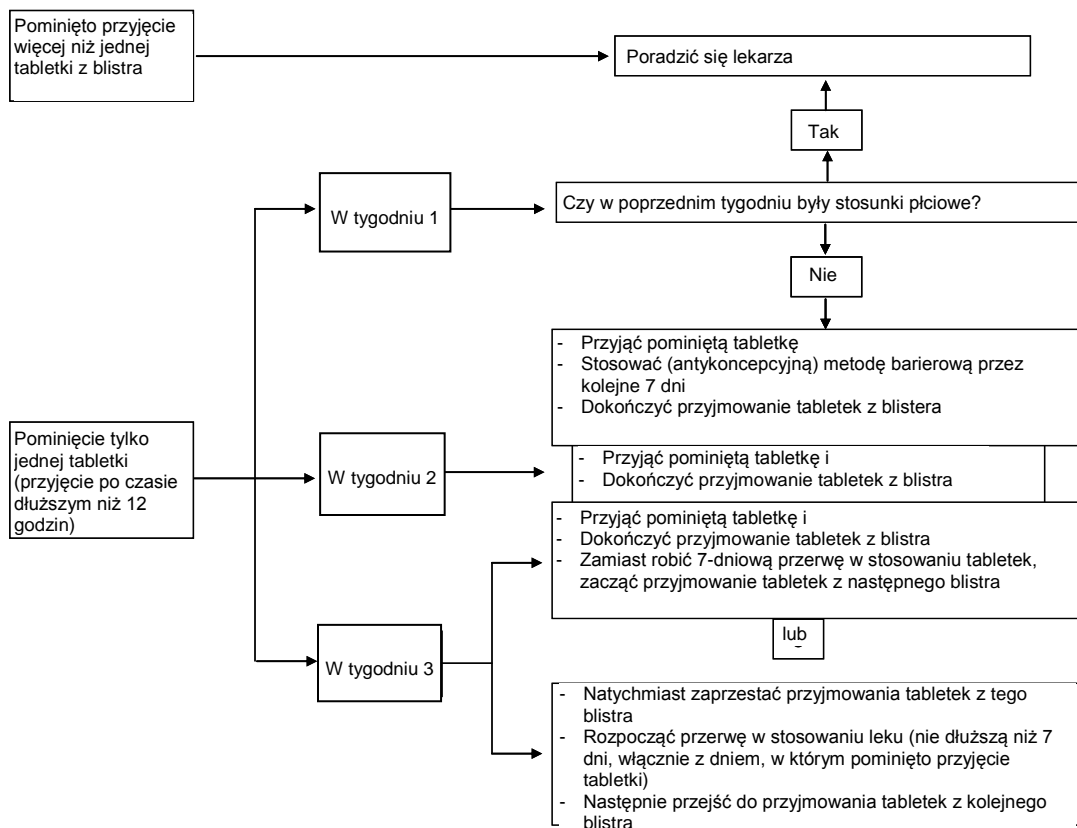 Pominięto przyjęcie
więcej niż jednej
tabletki z blistra
Poradzić się lekarza
Tak
W tygodniu 1
Czy w poprzednim tygodniu były stosunki płciowe?
Nie
- Przyjąć pominiętą tabletkę
- Stosować (antykoncepcyjną) metodę barierową przez
kolejne 7 dni
- Dokończyć przyjmowanie tabletek z blistera
Pominięcie tylko
jednej tabletki
(przyjęcie po czasie
dłuższym niż 12
godzin)
W tygodniu 2
- Przyjąć pominiętą tabletkę i
- Dokończyć przyjmowanie tabletek z blistra
- Przyjąć pominiętą tabletkę i
- Dokończyć przyjmowanie tabletek z blistra
- Zamiast robić 7-dniową przerwę w stosowaniu tabletek,
zacząć przyjmowanie tabletek z następnego blistra
lub
W tygodniu 3
- Natychmiast zaprzestać przyjmowania tabletek z tego
blistra
- Rozpocząć przerwę w stosowaniu leku (nie dłuższą niż 7
dni, włącznie z dniem, w którym pominięto przyjęcie
tabletki)
- Następnie przejść do przyjmowania tabletek z kolejnego
blistra